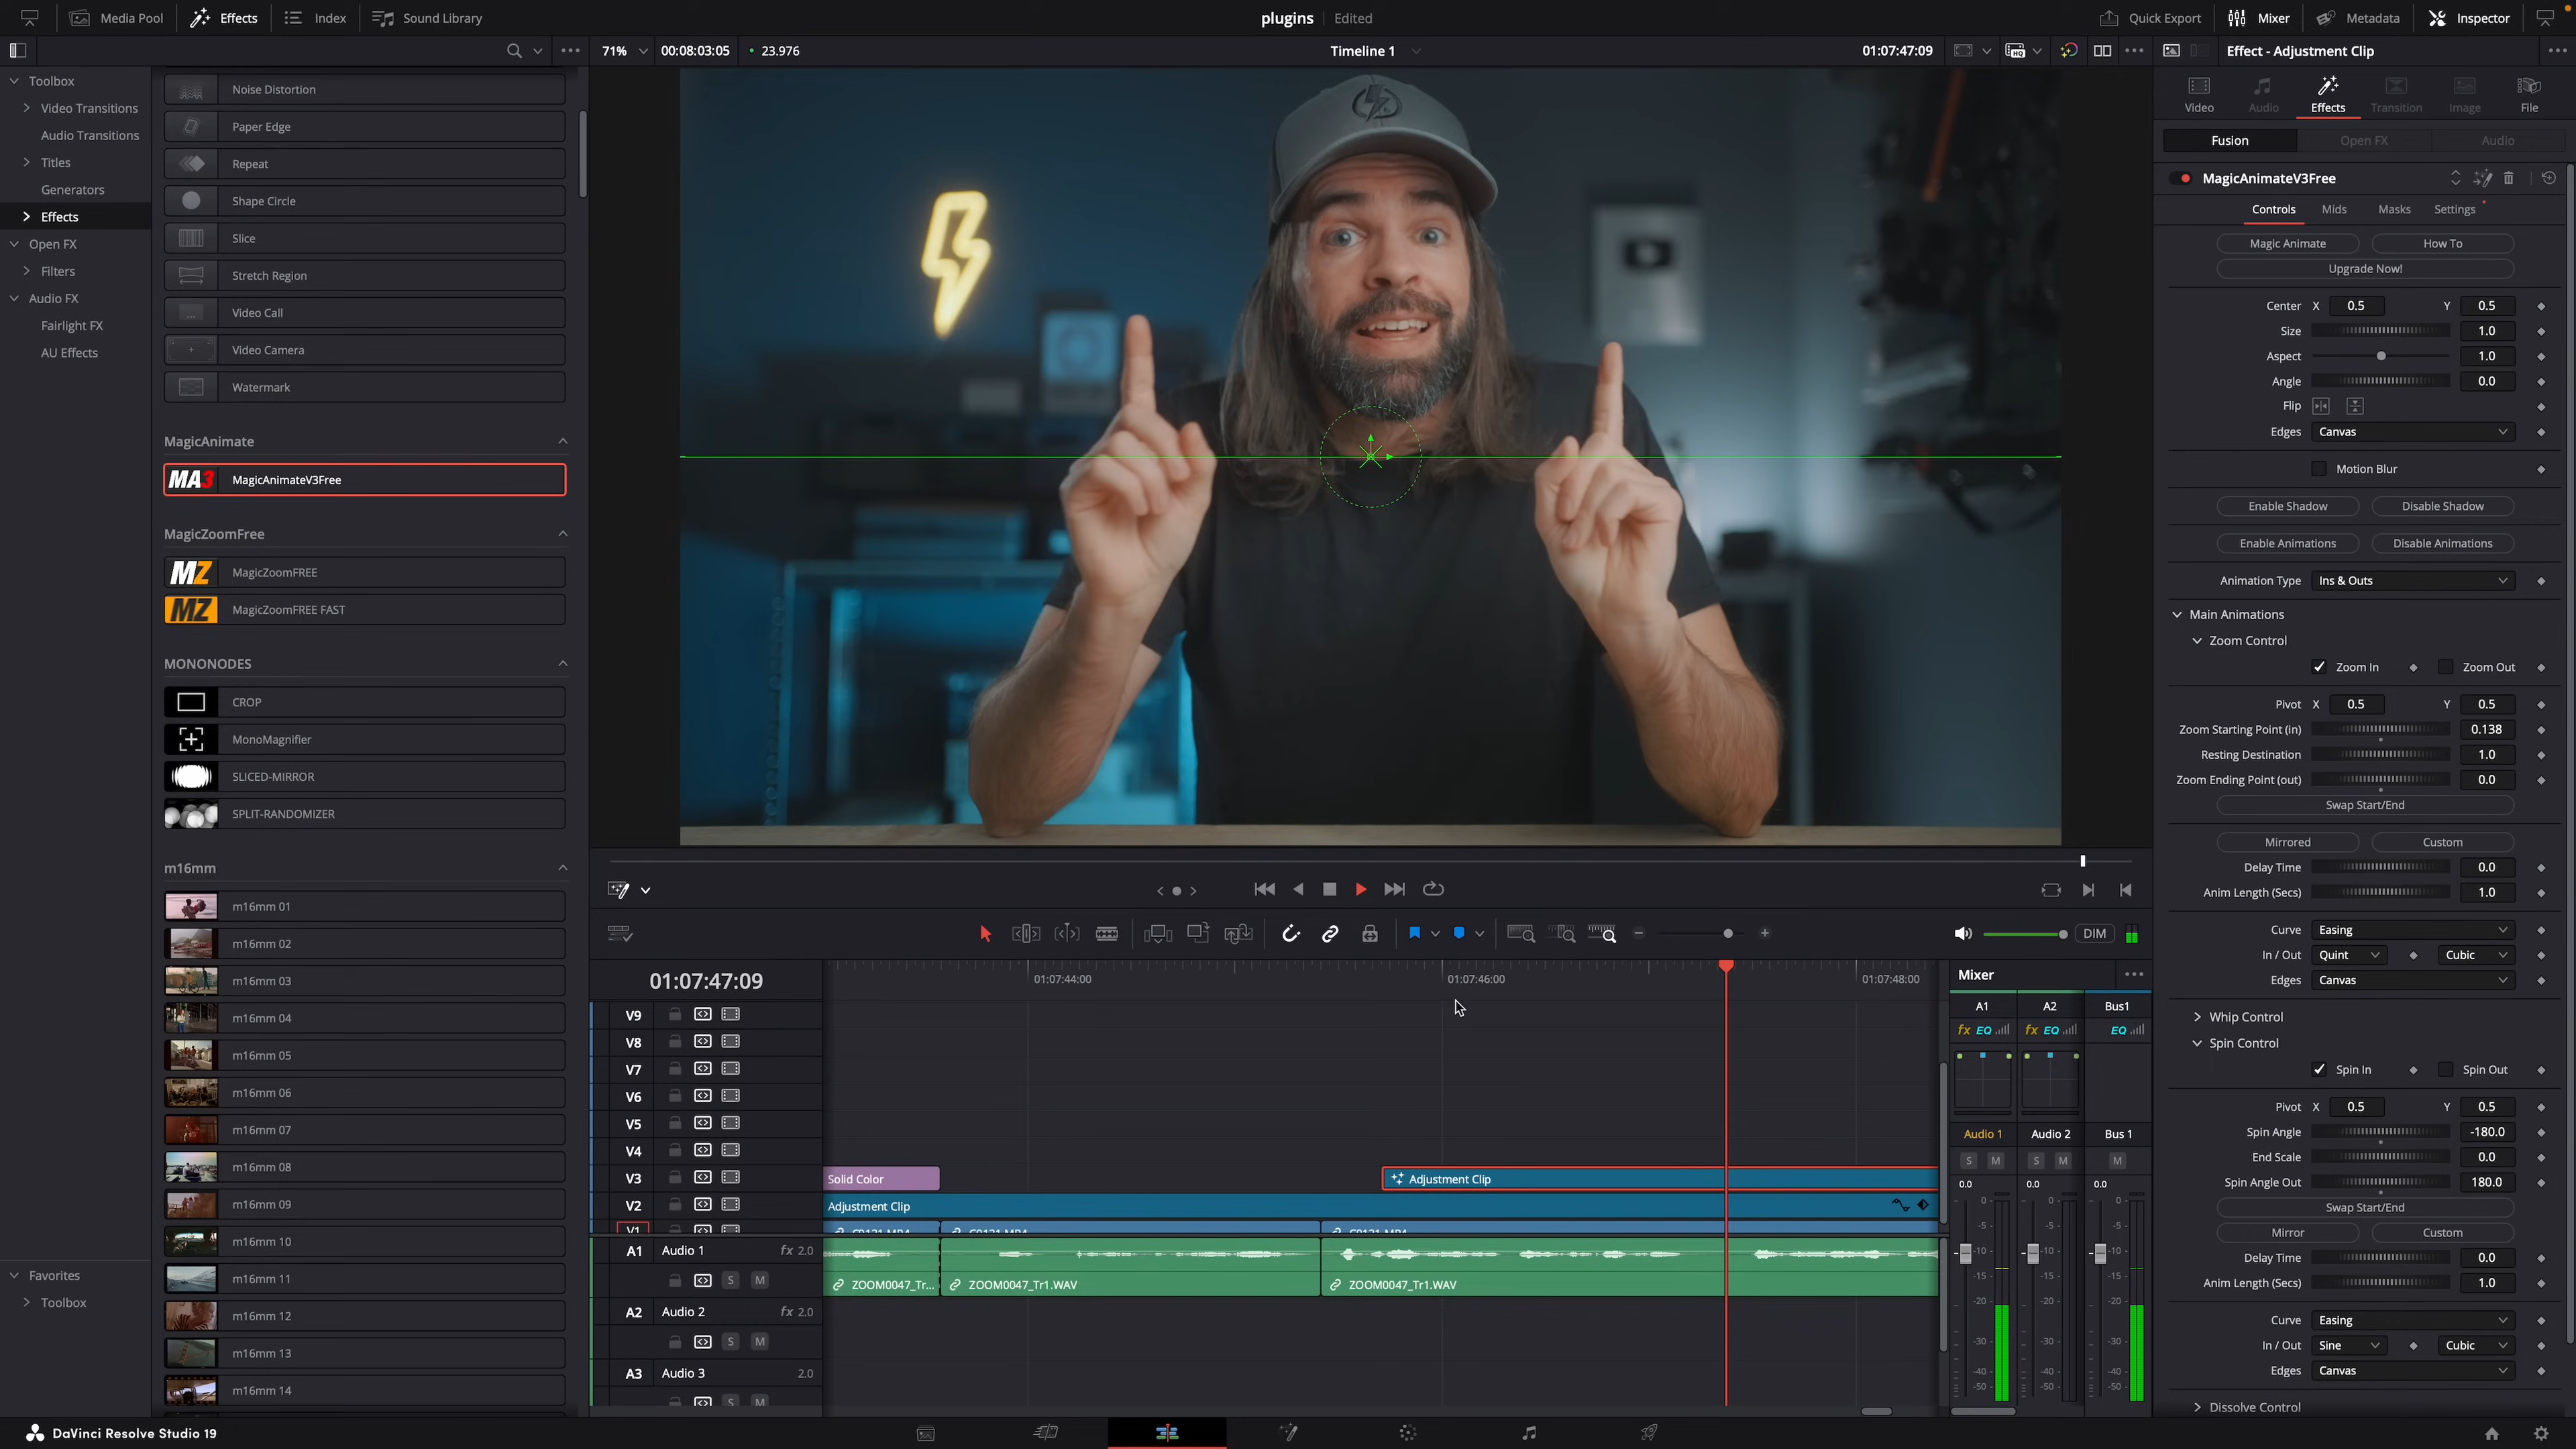 Media Pool
Effects
Index
Sound Library
plugins
Edited
Quick Export
Mixer
Metadata
Inspector
71%
00:08:03:05
23.976
Timeline 1
01:07:47:09
Effect - Adjustment Clip
Toolbox
Video Transitions
Audio Transitions
Titles
Generators
Effects
Open FX
Filters
Audio FX
Fairlight FX
AU Effects
Favorites
Toolbox
Noise Distortion
Paper Edge
Repeat
Shape Circle
Slice
Stretch Region
Video Call
Video Camera
Watermark
MagicAnimate
MA3 MagicAnimateV3Free
MagicZoomFree
MZ MagicZoomFREE
MZ MagicZoomFREE FAST
MONONODES
CROP
MonoMagnifier
SLICED-MIRROR
SPLIT-RANDOMIZER
m16mm
m16mm 01
m16mm 02
m16mm 03
m16mm 04
m16mm 05
m16mm 06
m16mm 07
m16mm 08
m16mm 09
m16mm 10
m16mm 11
m16mm 12
m16mm 13
m16mm 14
DIM
01:07:47:09
01:07:44:00
01:07:46:00
01:07:48:00
V9
V8
V7
V6
V5
V4
V3
Solid Color
Adjustment Clip
V2
Adjustment Clip
V1
C0131.MP4
C0131.MP4
C0131.MP4
A1 Audio 1 fx 2.0
S M
ZOOM0047_Tr...
ZOOM0047_Tr1.WAV
ZOOM0047_Tr1.WAV
A2 Audio 2 fx 2.0
S M
A3 Audio 3 2.0
S M
Mixer
A1 A2 Bus1
fx EQ fx EQ EQ
Audio 1 Audio 2 Bus 1
S M S M M
0.0 0.0 0.0
0 0 0
-5 -5 -5
-10 -10 -10
-15 -15 -15
-20 -20 -20
-30 -30 -30
-40 -40 -40
-50 -50 -50
Video
Audio
Effects
Transition
Image
File
Fusion
Open FX
Audio
MagicAnimateV3Free
Controls Mids Masks Settings
Magic Animate How To
Upgrade Now!
Center X 0.5 Y 0.5
Size 1.0
Aspect 1.0
Angle 0.0
Flip
Edges Canvas
Motion Blur
Enable Shadow Disable Shadow
Enable Animations Disable Animations
Animation Type Ins & Outs
Main Animations
Zoom Control
Zoom In Zoom Out
Pivot X 0.5 Y 0.5
Zoom Starting Point (in) 0.138
Resting Destination 1.0
Zoom Ending Point (out) 0.0
Swap Start/End
Mirrored Custom
Delay Time 0.0
Anim Length (Secs) 1.0
Curve Easing
In / Out Quint Cubic
Edges Canvas
Whip Control
Spin Control
Spin In Spin Out
Pivot X 0.5 Y 0.5
Spin Angle -180.0
End Scale 0.0
Spin Angle Out 180.0
Swap Start/End
Mirror Custom
Delay Time 0.0
Anim Length (Secs) 1.0
Curve Easing
In / Out Sine Cubic
Edges Canvas
Dissolve Control
DaVinci Resolve Studio 19